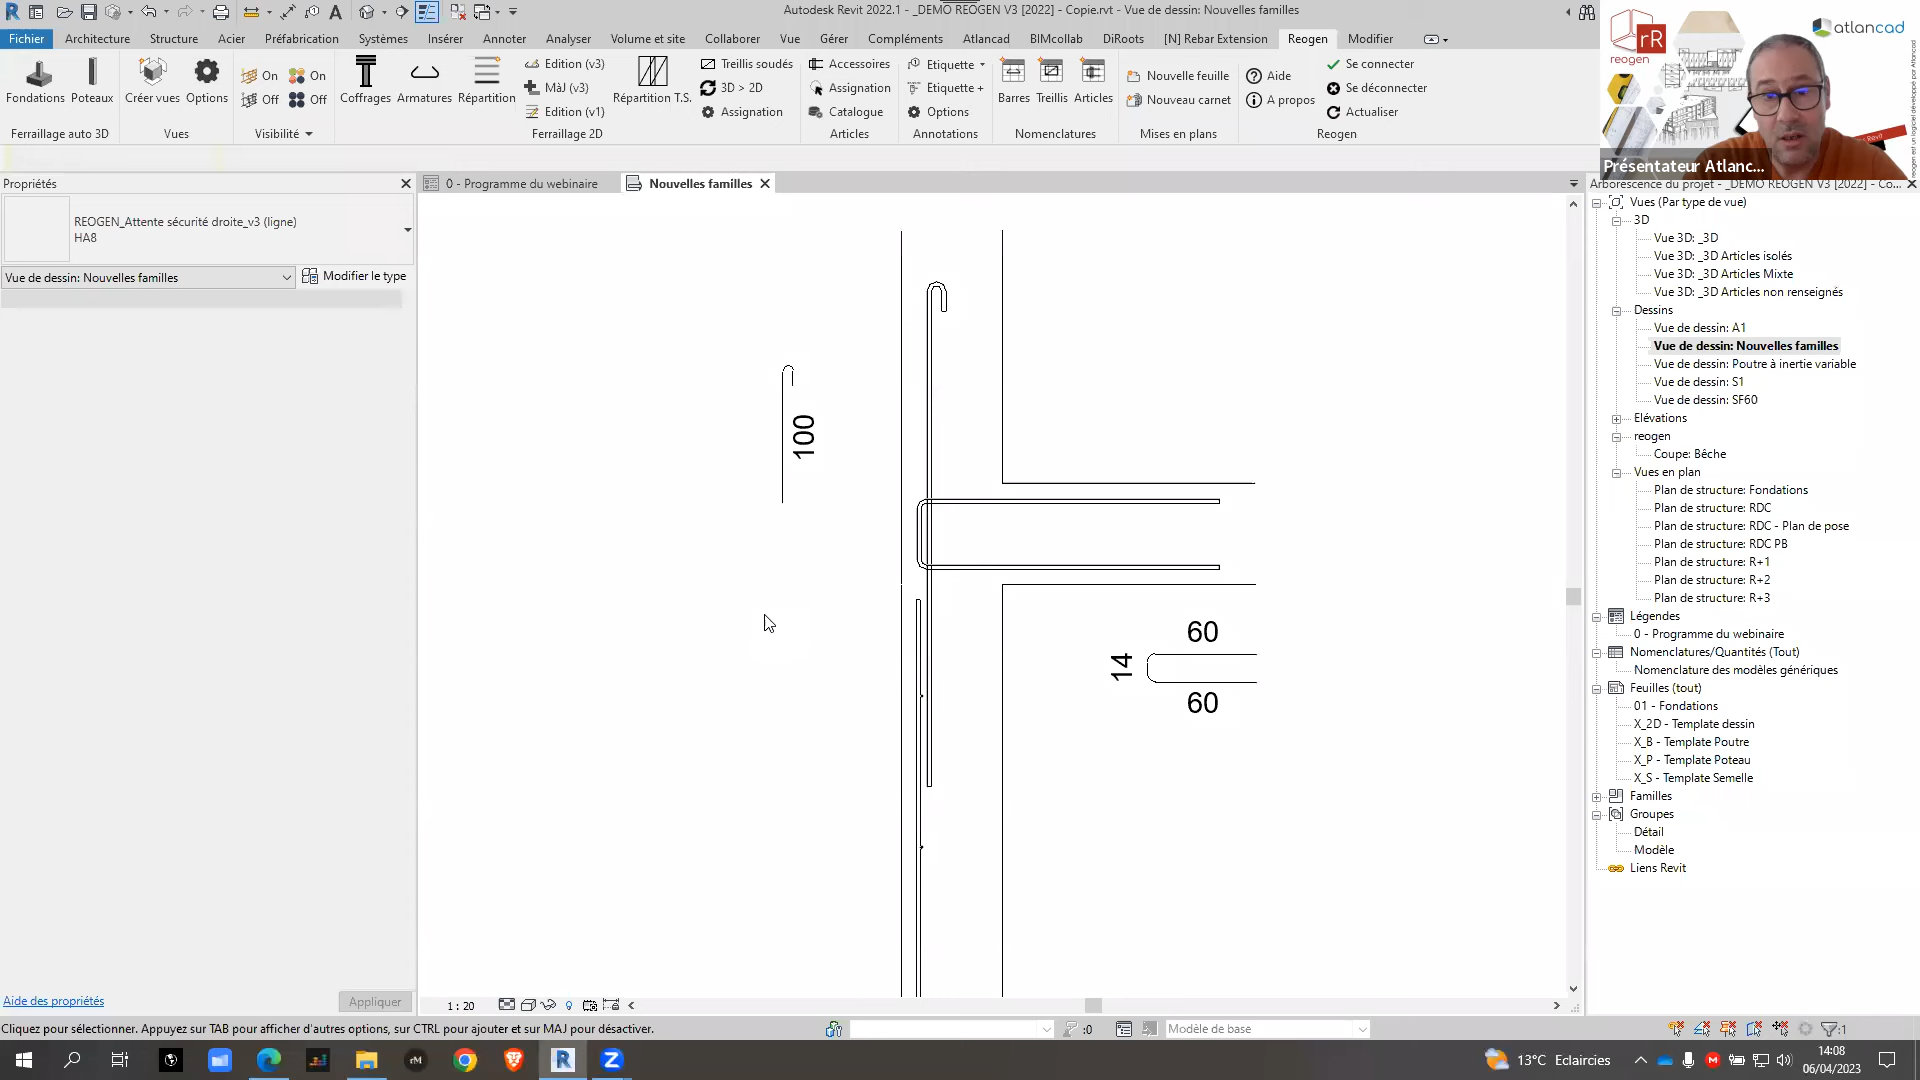 Autodesk Revit 2022.1 - _DEMO REOGEN V3 [2022] - Copie.rvt - Vue de dessin: Nouvelles familles
Fichier
Architecture
Structure
Acier
Préfabrication
Systèmes
Insérer
Annoter
Analyser
Volume et site
Collaborer
Vue
Gérer
Compléments
Atlancad
BIMcollab
DiRoots
[N] Rebar Extension
Reogen
Modifier
Fondations
Poteaux
Ferraillage auto 3D
Créer vues
Options
Vues
On
Off
On
Off
Visibilité
Coffrages
Armatures
Répartition
Edition (v3)
MàJ (v3)
Edition (v1)
Répartition T.S.
Treillis soudés
3D > 2D
Assignation
Ferraillage 2D
Accessoires
Assignation
Catalogue
Articles
Etiquette
Etiquette +
Options
Annotations
Barres
Treillis
Articles
Nomenclatures
Nouvelle feuille
Nouveau carnet
Mises en plans
Aide
A propos
Se connecter
Se déconnecter
Actualiser
Reogen
rR
reogen
atlancad
Présentateur Atlanc...
Propriétés
REOGEN_Attente sécurité droite_v3 (ligne)
HA8
Vue de dessin: Nouvelles familles
Modifier le type
Aide des propriétés
Appliquer
0 - Programme du webinaire
Nouvelles familles
100
60
14
60
1 : 20
Arborescence du projet - _DEMO REOGEN V3 [2022] - Co...
Vues (Par type de vue)
3D
Vue 3D: _3D
Vue 3D: _3D Articles isolés
Vue 3D: _3D Articles Mixte
Vue 3D: _3D Articles non renseignés
Dessins
Vue de dessin: A1
Vue de dessin: Nouvelles familles
Vue de dessin: Poutre à inertie variable
Vue de dessin: S1
Vue de dessin: SF60
Elévations
reogen
Coupe: Bêche
Vues en plan
Plan de structure: Fondations
Plan de structure: RDC
Plan de structure: RDC - Plan de pose
Plan de structure: RDC PB
Plan de structure: R+1
Plan de structure: R+2
Plan de structure: R+3
Légendes
0 - Programme du webinaire
Nomenclatures/Quantités (Tout)
Nomenclature des modèles génériques
Feuilles (tout)
01 - Fondations
X_2D - Template dessin
X_B - Template Poutre
X_P - Template Poteau
X_S - Template Semelle
Familles
Groupes
Détail
Modèle
Liens Revit
Cliquez pour sélectionner. Appuyez sur TAB pour afficher d'autres options, sur CTRL pour ajouter et sur MAJ pour désactiver.
:0
Modèle de base
:1
13°C Eclaircies
14:08
06/04/2023